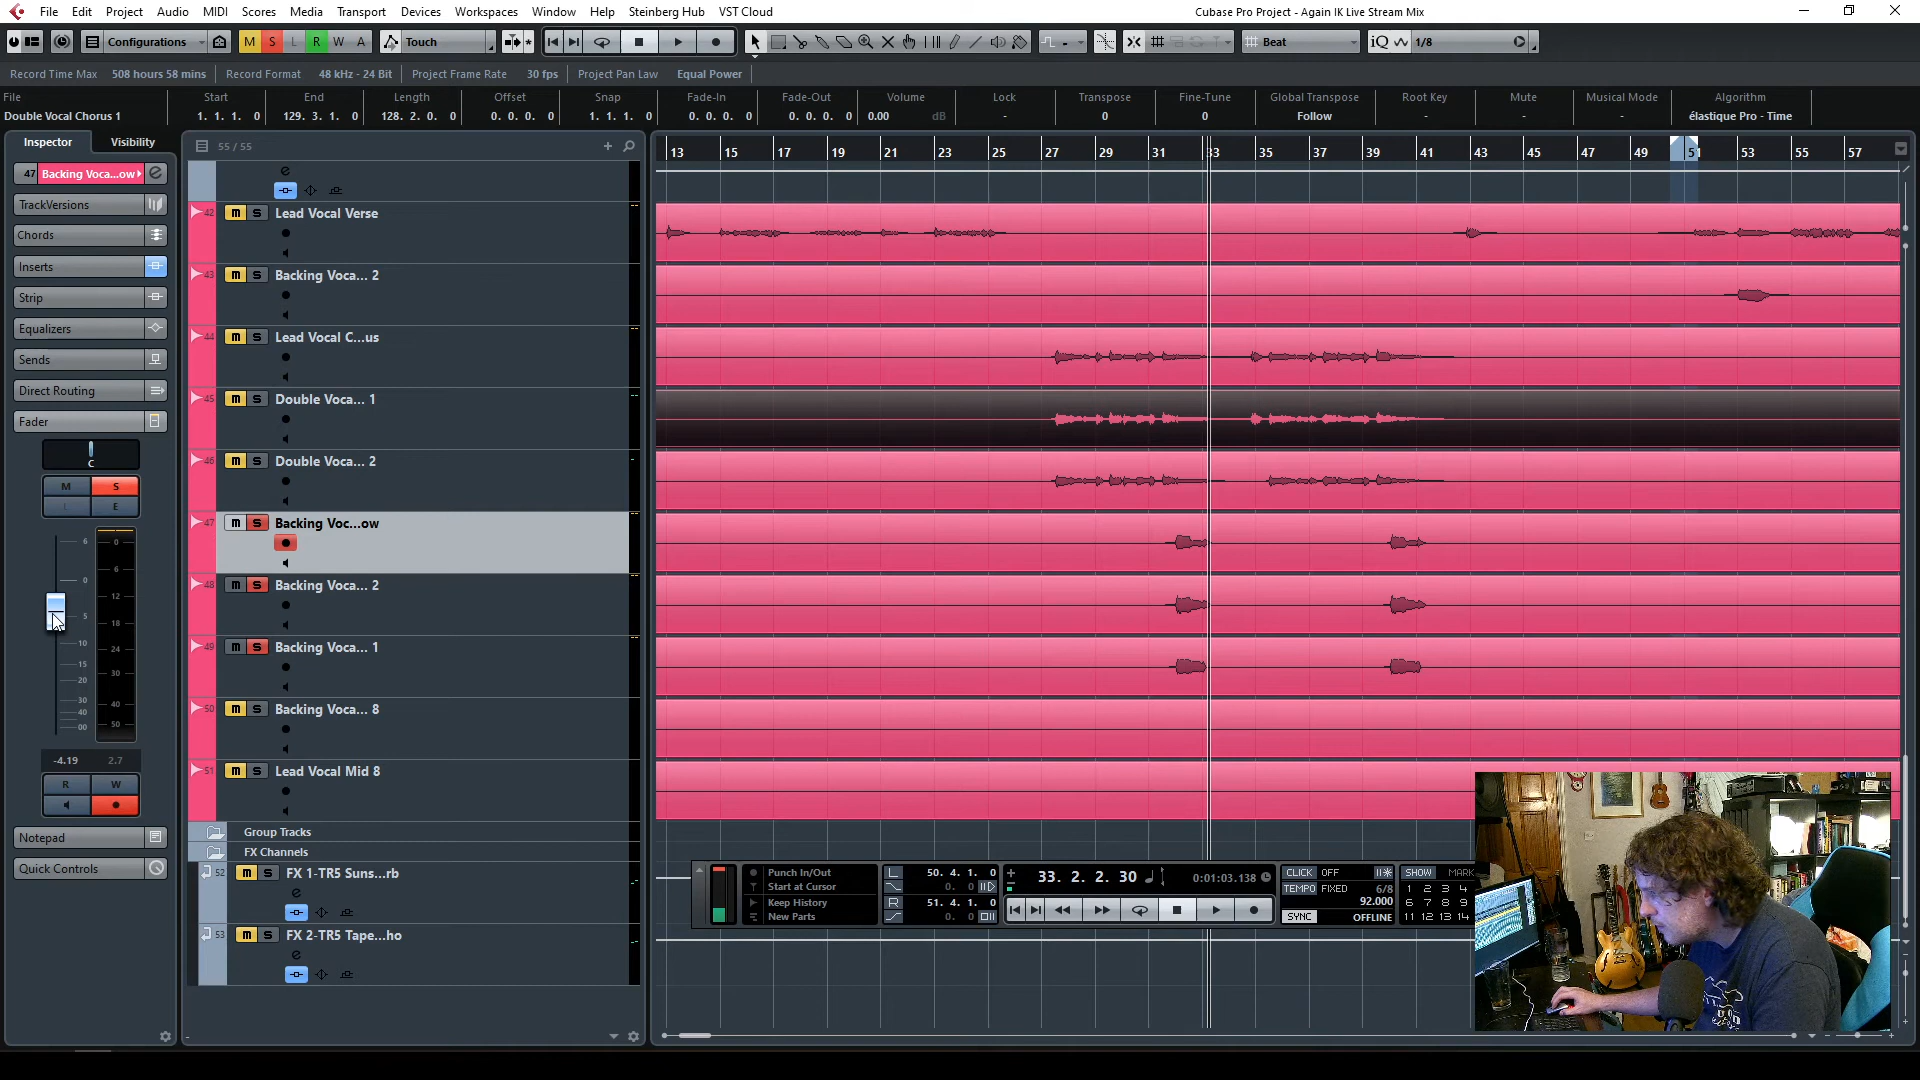 File Edit Project Audio MIDI Scores Media Transport Devices Workspaces Window Help Steinberg Hub VST Cloud
Cubase Pro Project - Again IK Live Stream Mix
Configurations M S L R W A Touch Beat iQ 1/8
Record Time Max 508 hours 58 mins Record Format 48 kHz - 24 Bit Project Frame Rate 30 fps Project Pan Law Equal Power
File Start End Length Offset Snap Fade-In Fade-Out Volume Lock Transpose Fine-Tune Global Transpose Root Key Mute Musical Mode Algorithm
Double Vocal Chorus 1 1. 1. 1. 0 129. 3. 1. 0 128. 2. 0. 0 0. 0. 0. 0 1. 1. 1. 0 0. 0. 0. 0 0. 0. 0. 0 0.00 dB - 0 0 Follow - - - élastique Pro - Time
Inspector Visibility 55 / 55
13 15 17 19 21 23 25 27 29 31 33 35 37 39 41 43 45 47 49 51 53 55 57
47 Backing Voca...ow
TrackVersions
Chords
Inserts
Strip
Equalizers
Sends
Direct Routing
Fader
C
M S
L E
6 0 5 10 15 20 30 40 00
0 6 12 18 24 30 40 50
-4.19 2.7
R W
Notepad
Quick Controls
42 m S Lead Vocal Verse
43 m S Backing Voca... 2
44 m S Lead Vocal C...us
45 m S Double Voca... 1
46 m S Double Voca... 2
47 m S Backing Voc...ow
48 m S Backing Voca... 2
49 m S Backing Voca... 1
50 m S Backing Voca... 8
51 m S Lead Vocal Mid 8
Group Tracks
FX Channels
52 m S FX 1-TR5 Suns...rb
53 m S FX 2-TR5 Tape...ho
Punch In/Out
Start at Cursor
Keep History
New Parts
L 50. 4. 1. 0
0. 0
R 51. 4. 1. 0
0. 0
33. 2. 2. 30 0:01:03.138
CLICK OFF
TEMPO FIXED 6/8
92.000
SYNC OFFLINE
SHOW MARK
1 2 3 4
6 7 8 9
11 12 13 14